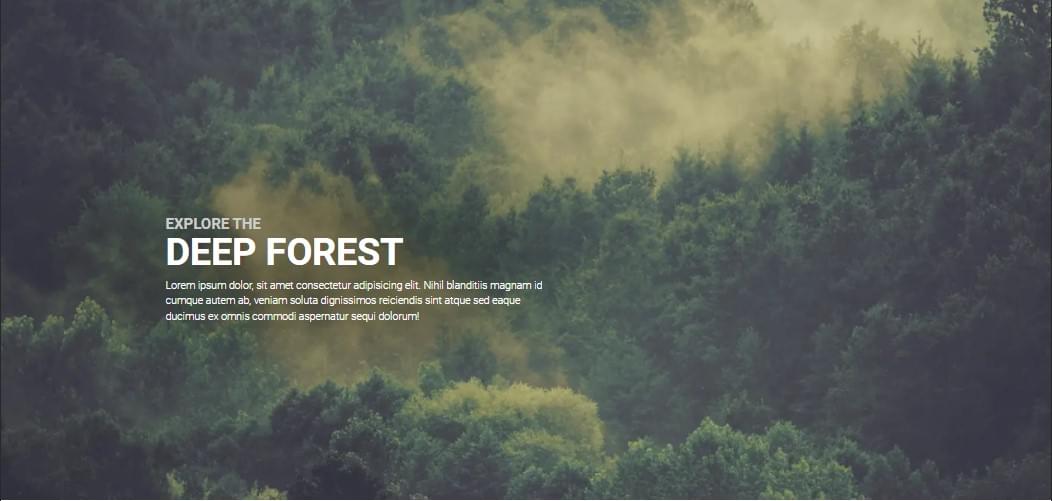 EXPLORE THE
DEEP FOREST
Lorem ipsum dolor, sit amet consectetur adipisicing elit. Nihil blanditiis magnam id
cumque autem ab, veniam soluta dignissimos reiciendis sint atque sed eaque
ducimus ex omnis commodi aspernatur sequi dolorum!